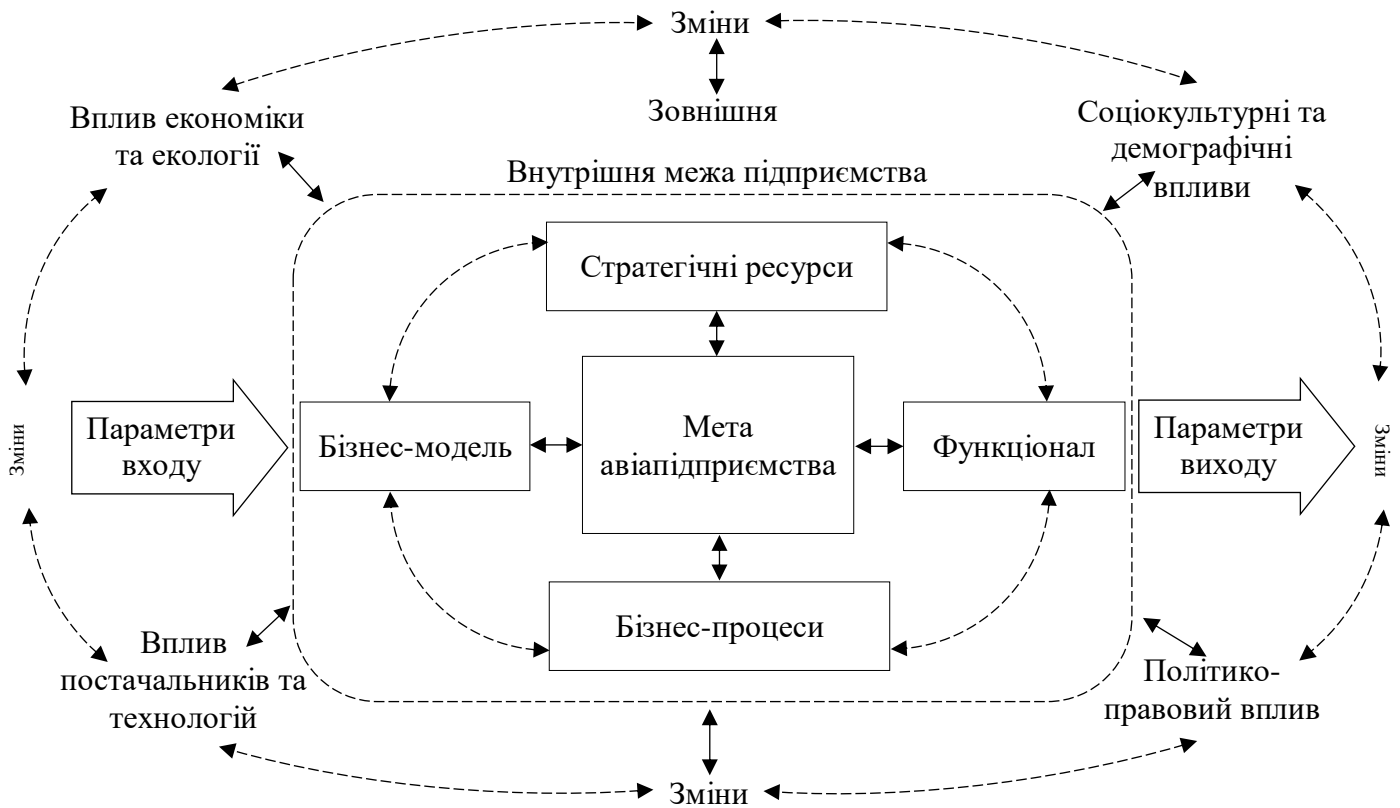 Зміни
Зовнішня
Вплив економіки
та екології
Соціокультурні та
демографічні
впливи
Внутрішня межа підприємства
Стратегічні ресурси
Зміни
Параметри
входу
Бізнес-модель
Мета
авіапідприємства
Функціонал
Параметри
виходу
Зміни
Бізнес-процеси
Вплив
постачальників та
технологій
Політико-
правовий вплив
Зміни